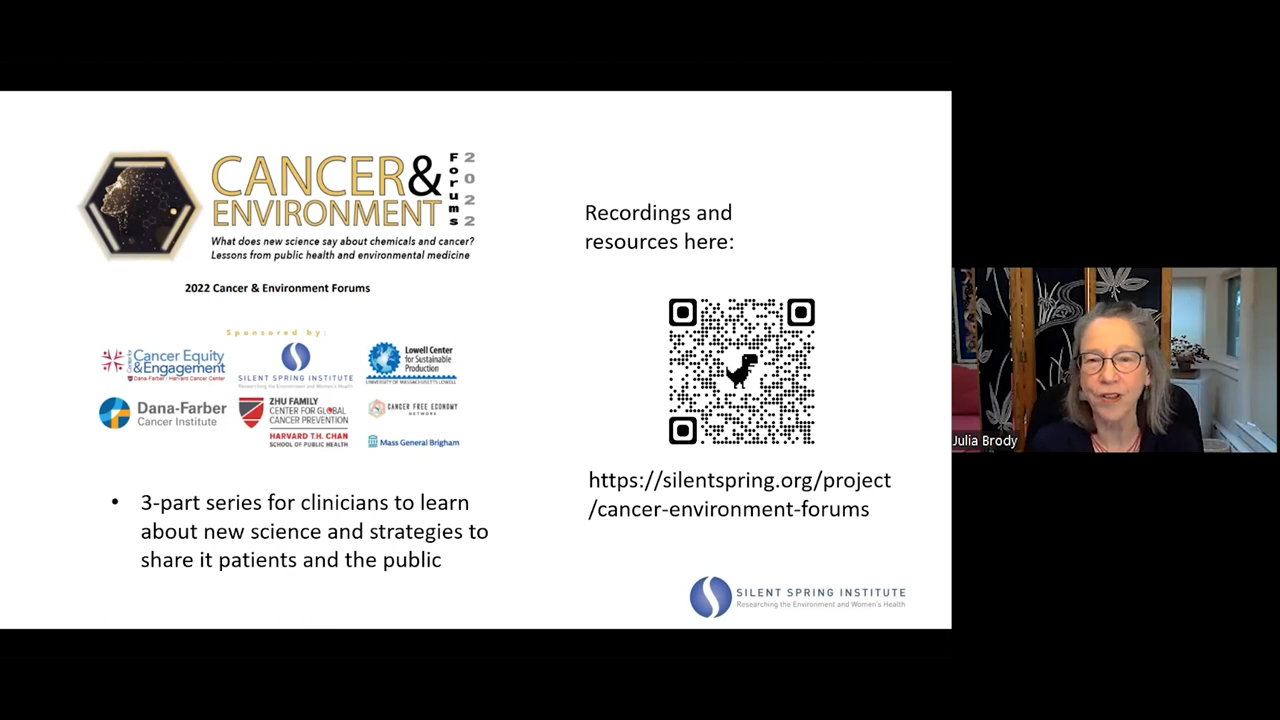 CANCER&
ENVIRONMENT
Forums
2022
What does new science say about chemicals and cancer?
Lessons from public health and environmental medicine
2022 Cancer & Environment Forums
Sponsored by:
Cancer Equity
&Engagement
Dana-Farber / Harvard Cancer Center
SILENT SPRING INSTITUTE
Researching the Environment and Women's Health
Lowell Center
for Sustainable
Production
UNIVERSITY OF MASSACHUSETTS LOWELL
Dana-Farber
Cancer Institute
ZHU FAMILY
CENTER FOR GLOBAL
CANCER PREVENTION
HARVARD T.H. CHAN
SCHOOL OF PUBLIC HEALTH
CANCER FREE ECONOMY
NETWORK
Mass General Brigham
• 3-part series for clinicians to learn
about new science and strategies to
share it patients and the public
Recordings and
resources here:
https://silentspring.org/project
/cancer-environment-forums
SILENT SPRING INSTITUTE
Researching the Environment and Women's Health
Julia Brody